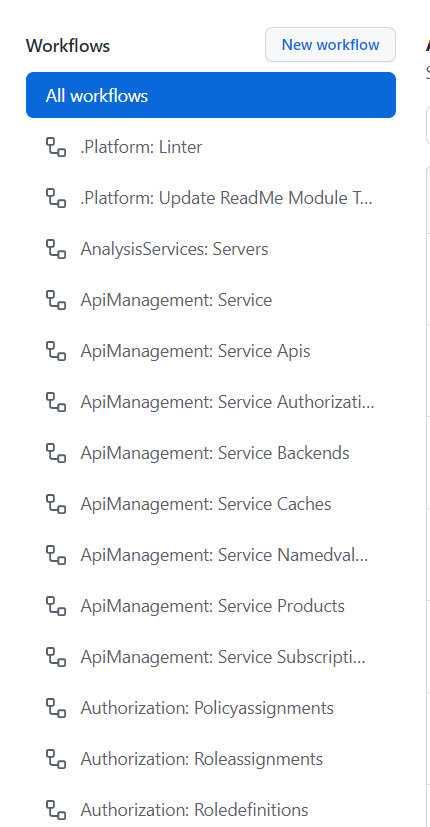 Workflows
New workflow
All workflows
.Platform: Linter
.Platform: Update ReadMe Module T...
AnalysisServices: Servers
ApiManagement: Service
ApiManagement: Service Apis
ApiManagement: Service Authorizati...
ApiManagement: Service Backends
ApiManagement: Service Caches
ApiManagement: Service Namedval...
ApiManagement: Service Products
ApiManagement: Service Subscripti...
Authorization: Policyassignments
Authorization: Roleassignments
Authorization: Roledefinitions